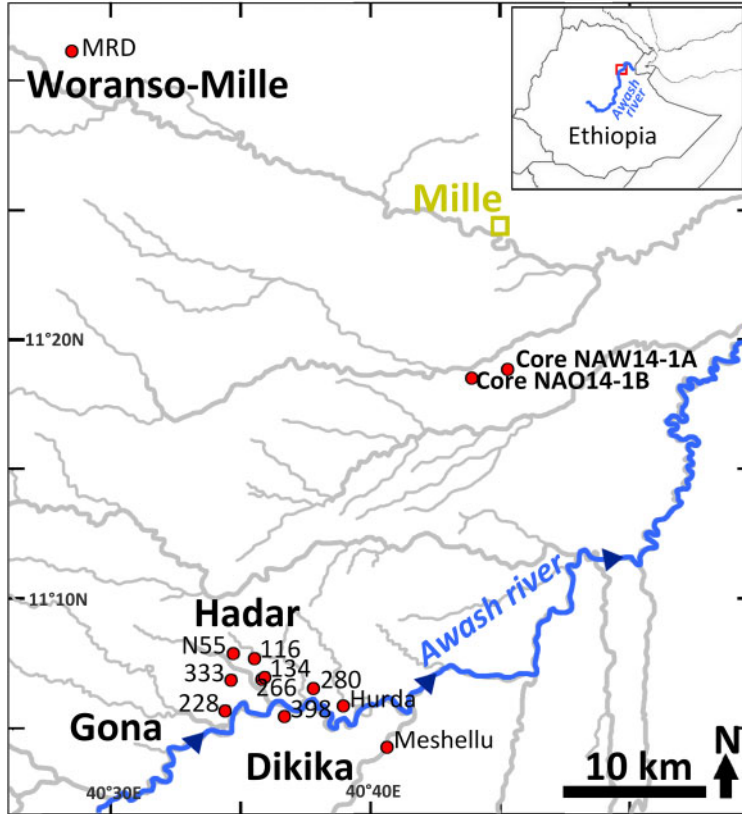 MRD
Woranso-Mille
Awash
river
Ethiopia
Mille
11°20N
Core NAW14-1A
Core NAO14-1B
Awash river
11°10N
Hadar
N55
116
333
134
266
280
228
398
Hurda
Gona
Meshellu
Dikika
N
10 km
40°30E
40°40E